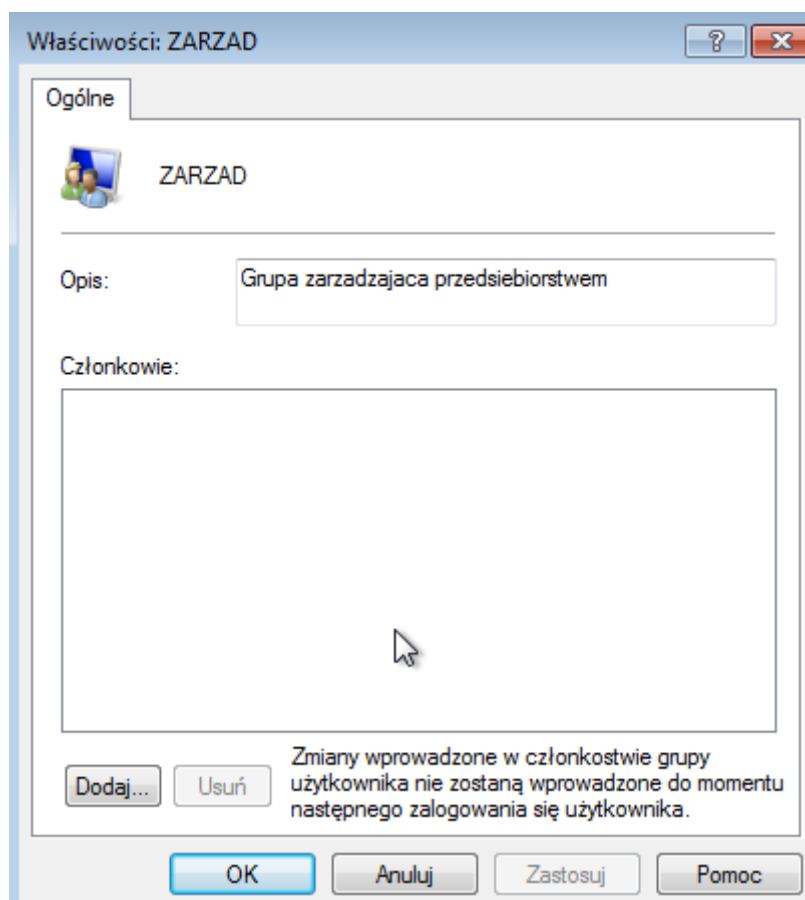 Właściwości: ZARZAD
Ogólne
ZARZAD
Opis:
Grupa zarzadzajaca przedsiebiorstwem
Członkowie:
Dodaj...
Usuń
Zmiany wprowadzone w członkostwie grupy
użytkownika nie zostaną wprowadzone do momentu
następnego zalogowania się użytkownika.
OK
Anuluj
Zastosuj
Pomoc